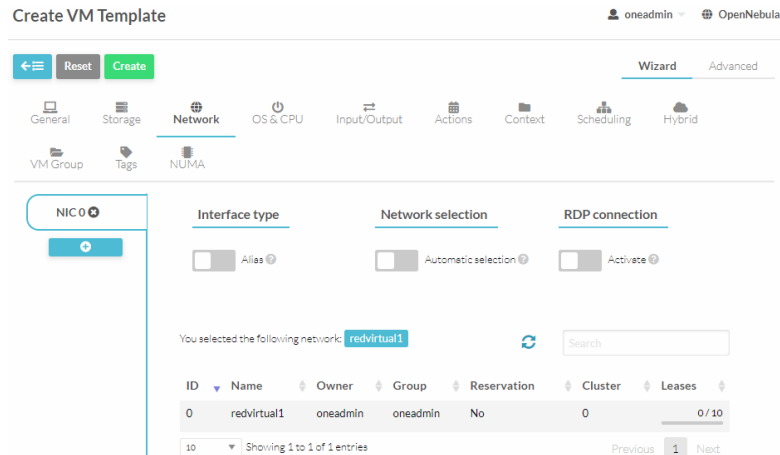 Create VM Template
oneadmin OpenNebula
Reset Create Wizard Advanced
General Storage Network OS & CPU Input/Output Actions Context Scheduling Hybrid
VM Group Tags NUMA
NIC 0
Interface type Network selection RDP connection
Alias Automatic selection Activate
You selected the following network: redvirtual1 Search
ID Name Owner Group Reservation Cluster Leases
0 redvirtual1 oneadmin oneadmin No 0 0 / 10
10 Showing 1 to 1 of 1 entries Previous 1 Next